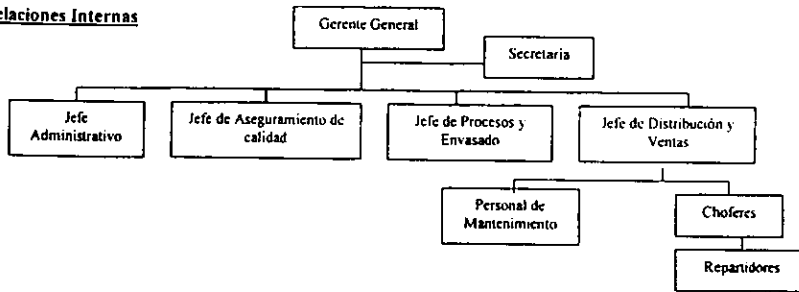 elaciones Internas
Gerente General
Secretaria
Jefe
Administrativo
Jefe de Aseguramiento de
calidad
Jefe de Procesos y
Envasado
Jefe de Distribución y
Ventas
Personal de
Mantenimiento
Choferes
Repartidores